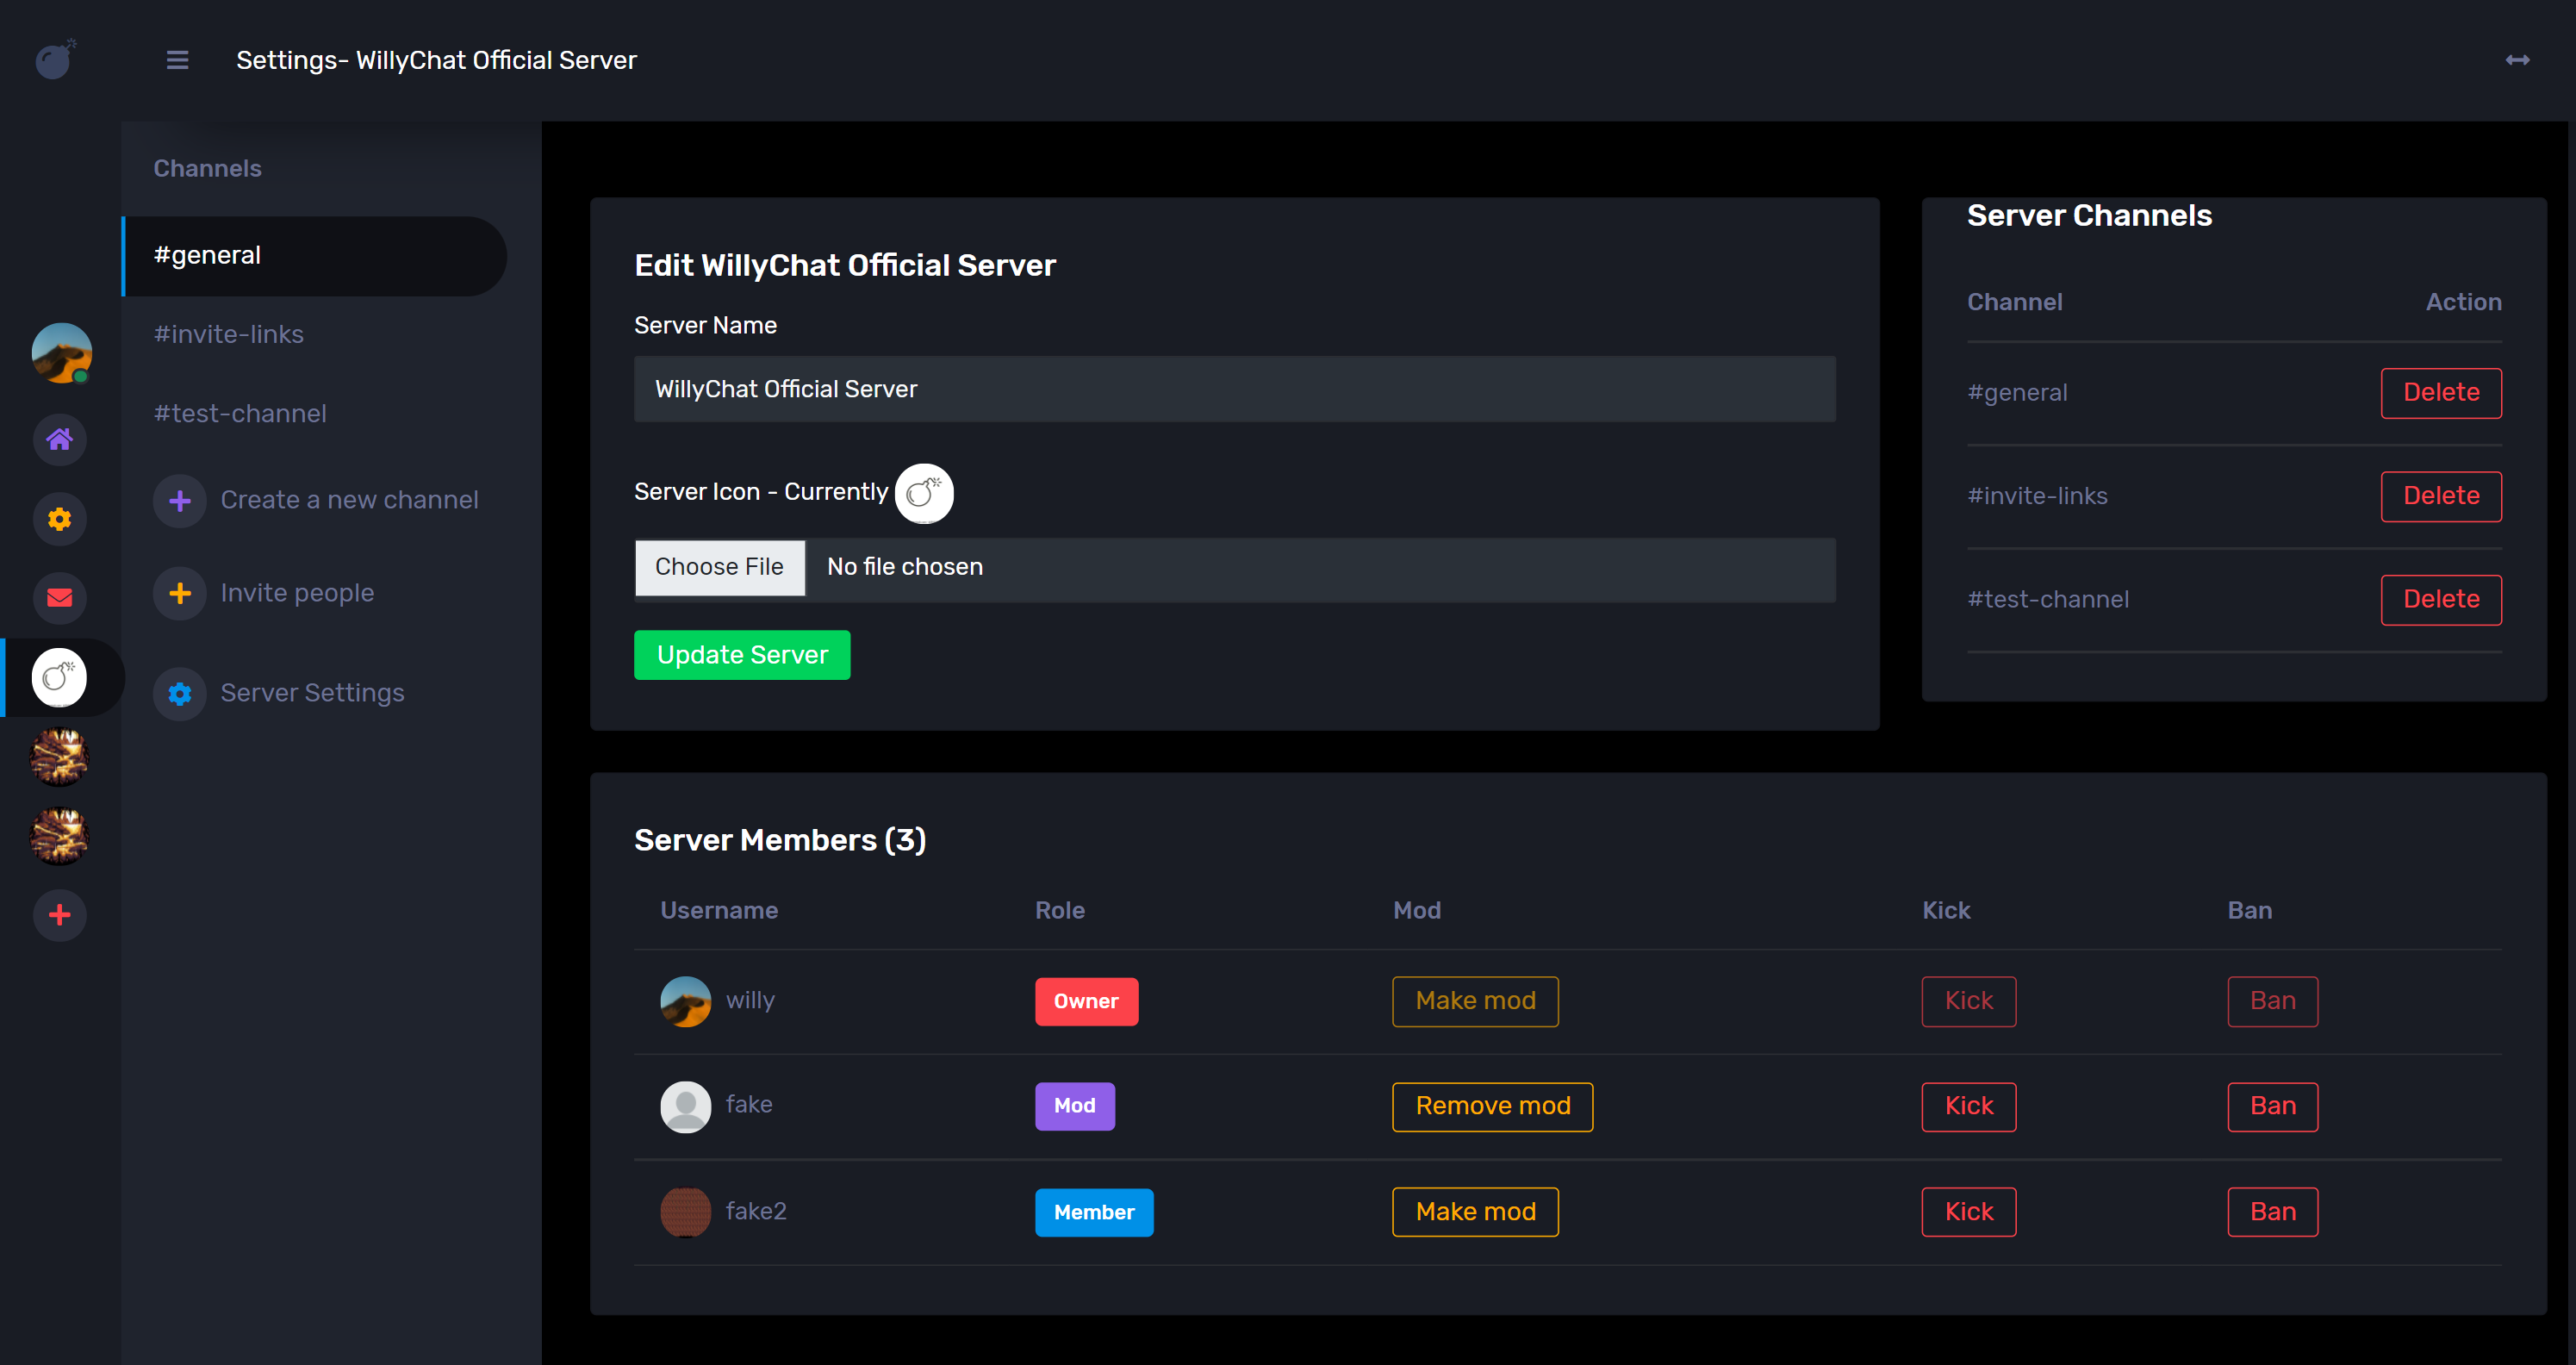 Settings- WillyChat Official Server
Channels
#general
#invite-links
#test-channel
Create a new channel
Invite people
Server Settings
Edit WillyChat Official Server
Server Name
WillyChat Official Server
Server Icon - Currently
Choose File No file chosen
Update Server
Server Channels
Channel Action
#general Delete
#invite-links Delete
#test-channel Delete
Server Members (3)
Username Role Mod Kick Ban
willy Owner Make mod Kick Ban
fake Mod Remove mod Kick Ban
fake2 Member Make mod Kick Ban